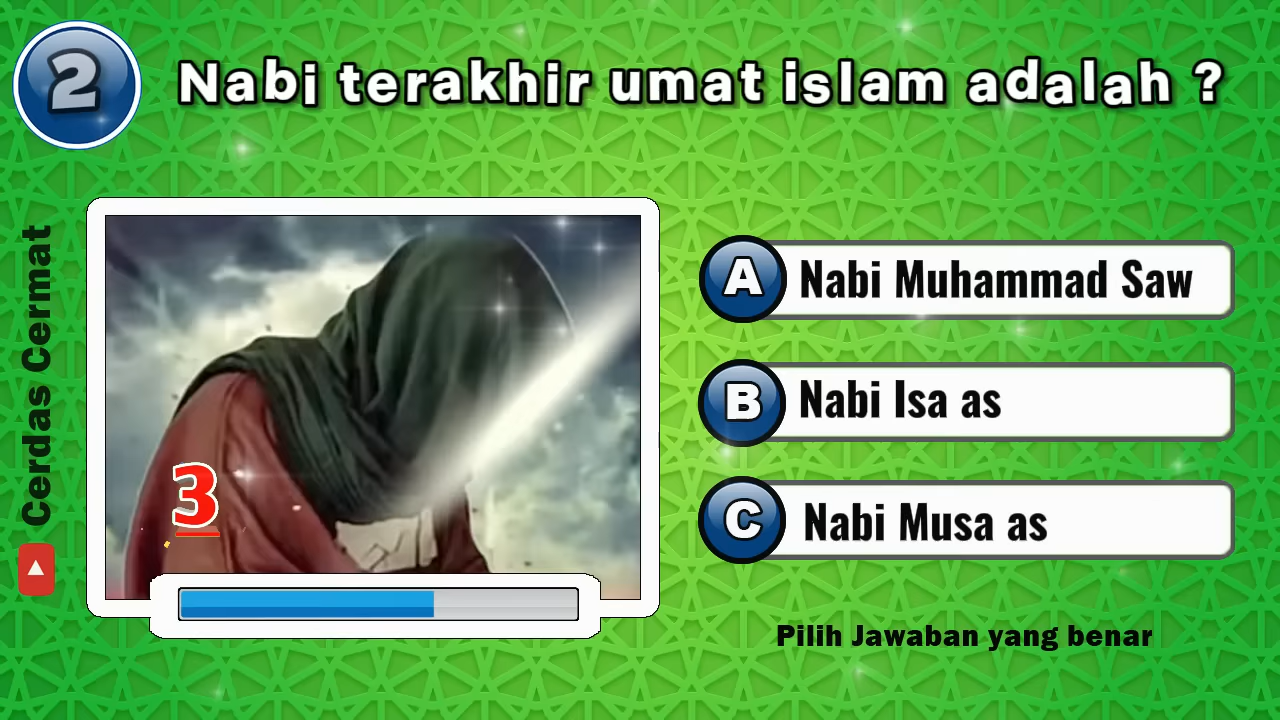 2
Nabi terakhir umat islam adalah ?
Cerdas Cermat
3
A Nabi Muhammad Saw
B Nabi Isa as
C Nabi Musa as
Pilih Jawaban yang benar